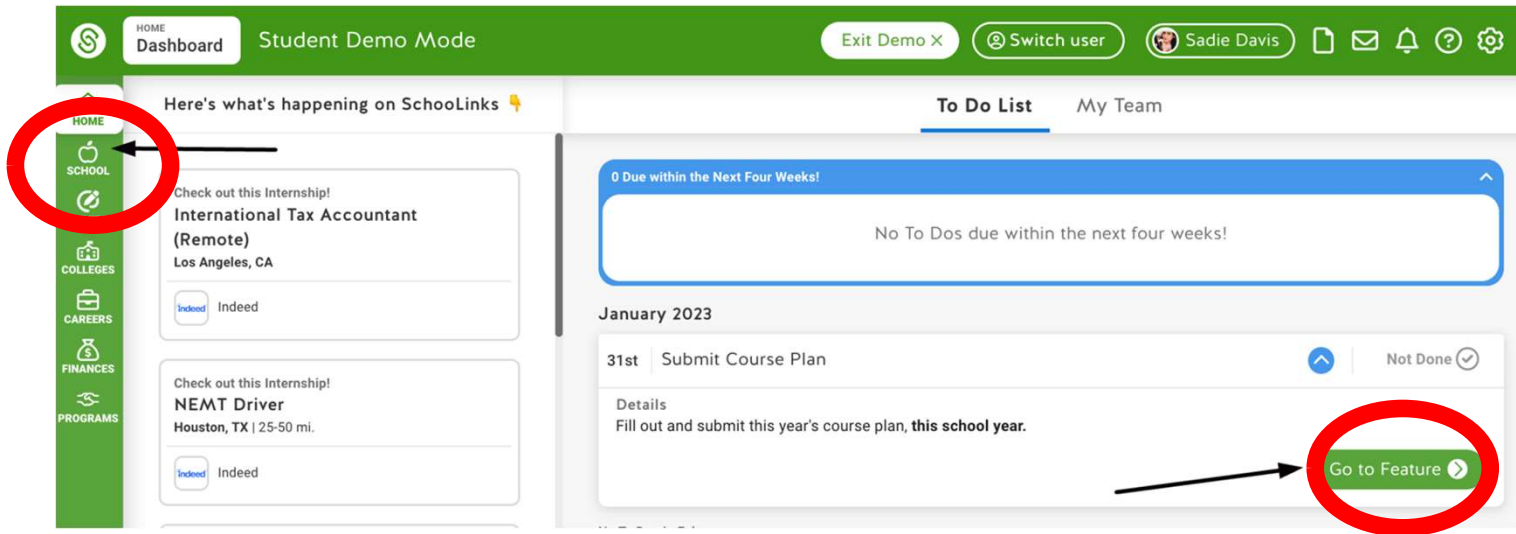 HOME
Dashboard
Student Demo Mode
Exit Demo ×
Switch user
Sadie Davis
HOME
SCHOOL
COLLEGES
CAREERS
FINANCES
PROGRAMS
Here's what's happening on SchooLinks 👇
Check out this Internship!
International Tax Accountant
(Remote)
Los Angeles, CA
indeed Indeed
Check out this Internship!
NEMT Driver
Houston, TX | 25-50 mi.
indeed Indeed
To Do List My Team
0 Due within the Next Four Weeks!
No To Dos due within the next four weeks!
January 2023
31st Submit Course Plan Not Done
Details
Fill out and submit this year's course plan, this school year.
Go to Feature